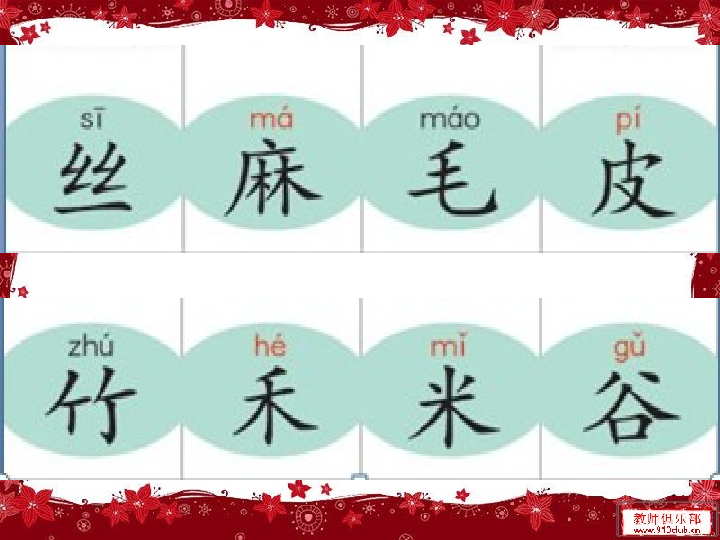 sī má máo pí
丝 麻 毛 皮
zhú hé mǐ gǔ
竹 禾 米 谷
教师俱乐部
www.910club.cn